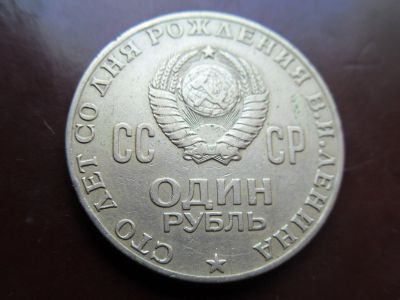 СТО ЛЕТ СО ДНЯ РОЖДЕНИЯ В.И.ЛЕНИНА
СС СР
ОДИН
РУБЛЬ